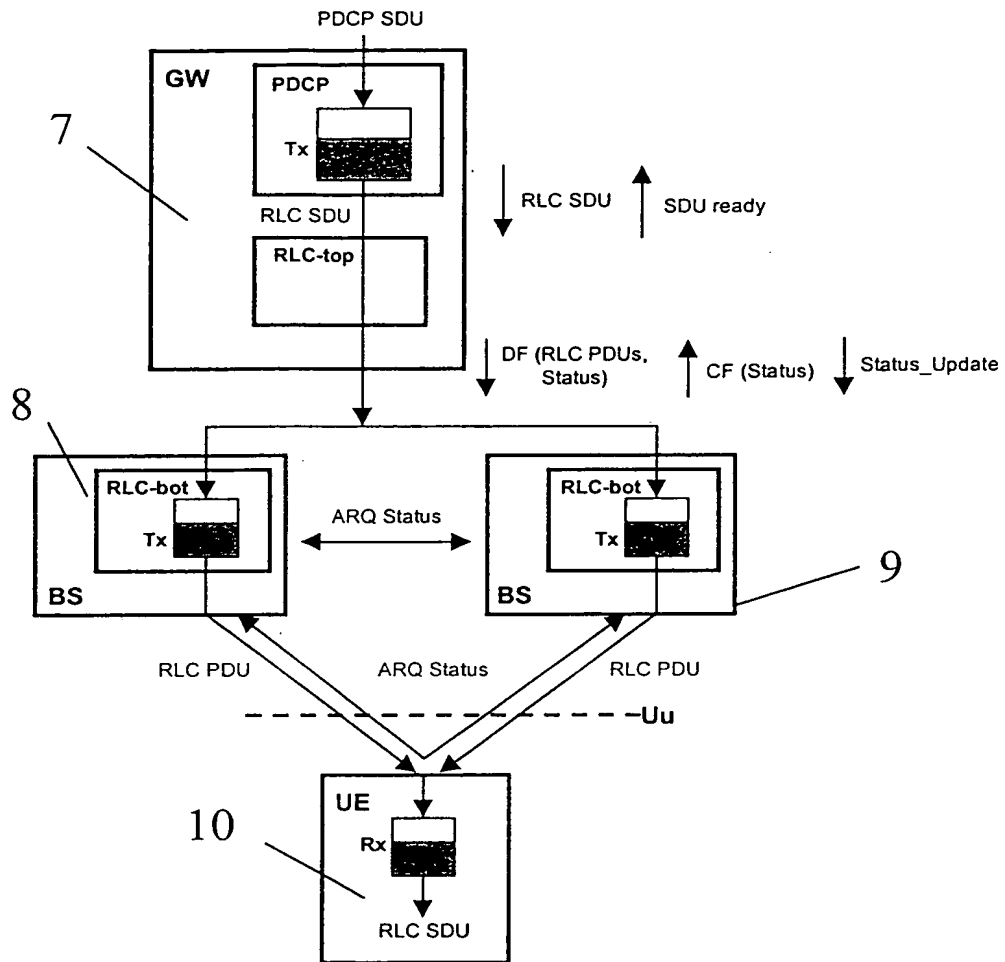 PDCP SDU
GW
PDCP
7
Tx
RLC SDU
SDU ready
RLC SDU
RLC-top
DF (RLC PDUs,
Status)
CF (Status)
Status_Update
8
RLC-bot
RLC-bot
ARQ Status
Tx
Tx
BS
BS
9
RLC PDU
ARQ Status
RLC PDU
Uu
UE
10
Rx
RLC SDU